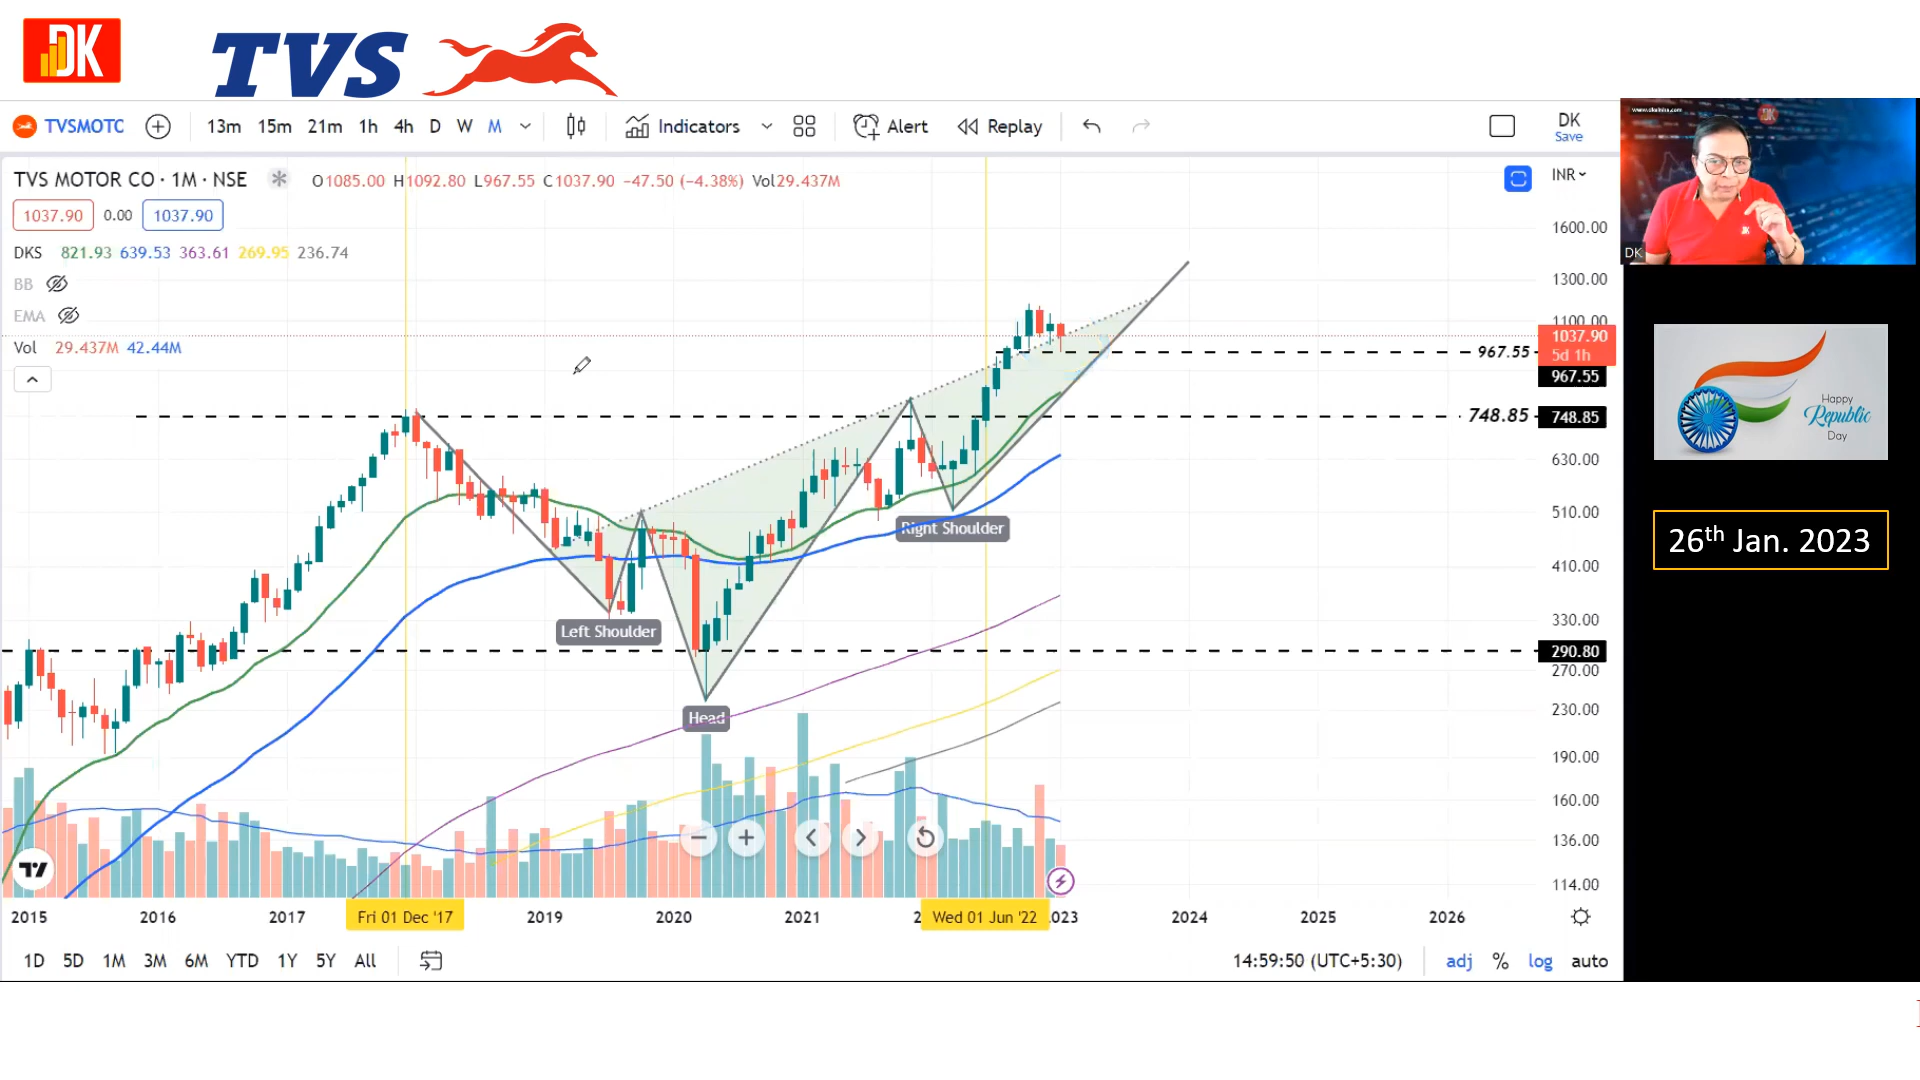 DK
TVS
TVSMOTC
13m 15m 21m 1h 4h D W M
Indicators
Alert
Replay
DK
Save
TVS MOTOR CO · 1M · NSE
O1085.00 H1092.80 L967.55 C1037.90 −47.50 (−4.38%) Vol29.437M
INR
1037.90 0.00 1037.90
DKS 821.93 639.53 363.61 269.95 236.74
BB
EMA
Vol 29.437M 42.44M
1600.00
1300.00
1100.00
1037.90
5d 1h
967.55
967.55
748.85
748.85
630.00
510.00
410.00
330.00
290.80
270.00
230.00
190.00
160.00
136.00
114.00
Left Shoulder
Head
Right Shoulder
2015 2016 2017 Fri 01 Dec '17 2019 2020 2021 2 Wed 01 Jun '22 023 2024 2025 2026
1D 5D 1M 3M 6M YTD 1Y 5Y All
14:59:50 (UTC+5:30)
adj % log auto
DK
DK
Happy
Republic
Day
26th Jan. 2023